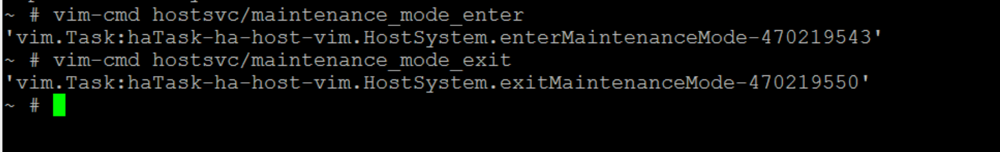 ~ # vim-cmd hostsvc/maintenance_mode_enter
'vim.Task:haTask-ha-host-vim.HostSystem.enterMaintenanceMode-470219543'
~ # vim-cmd hostsvc/maintenance_mode_exit
'vim.Task:haTask-ha-host-vim.HostSystem.exitMaintenanceMode-470219550'
~ #